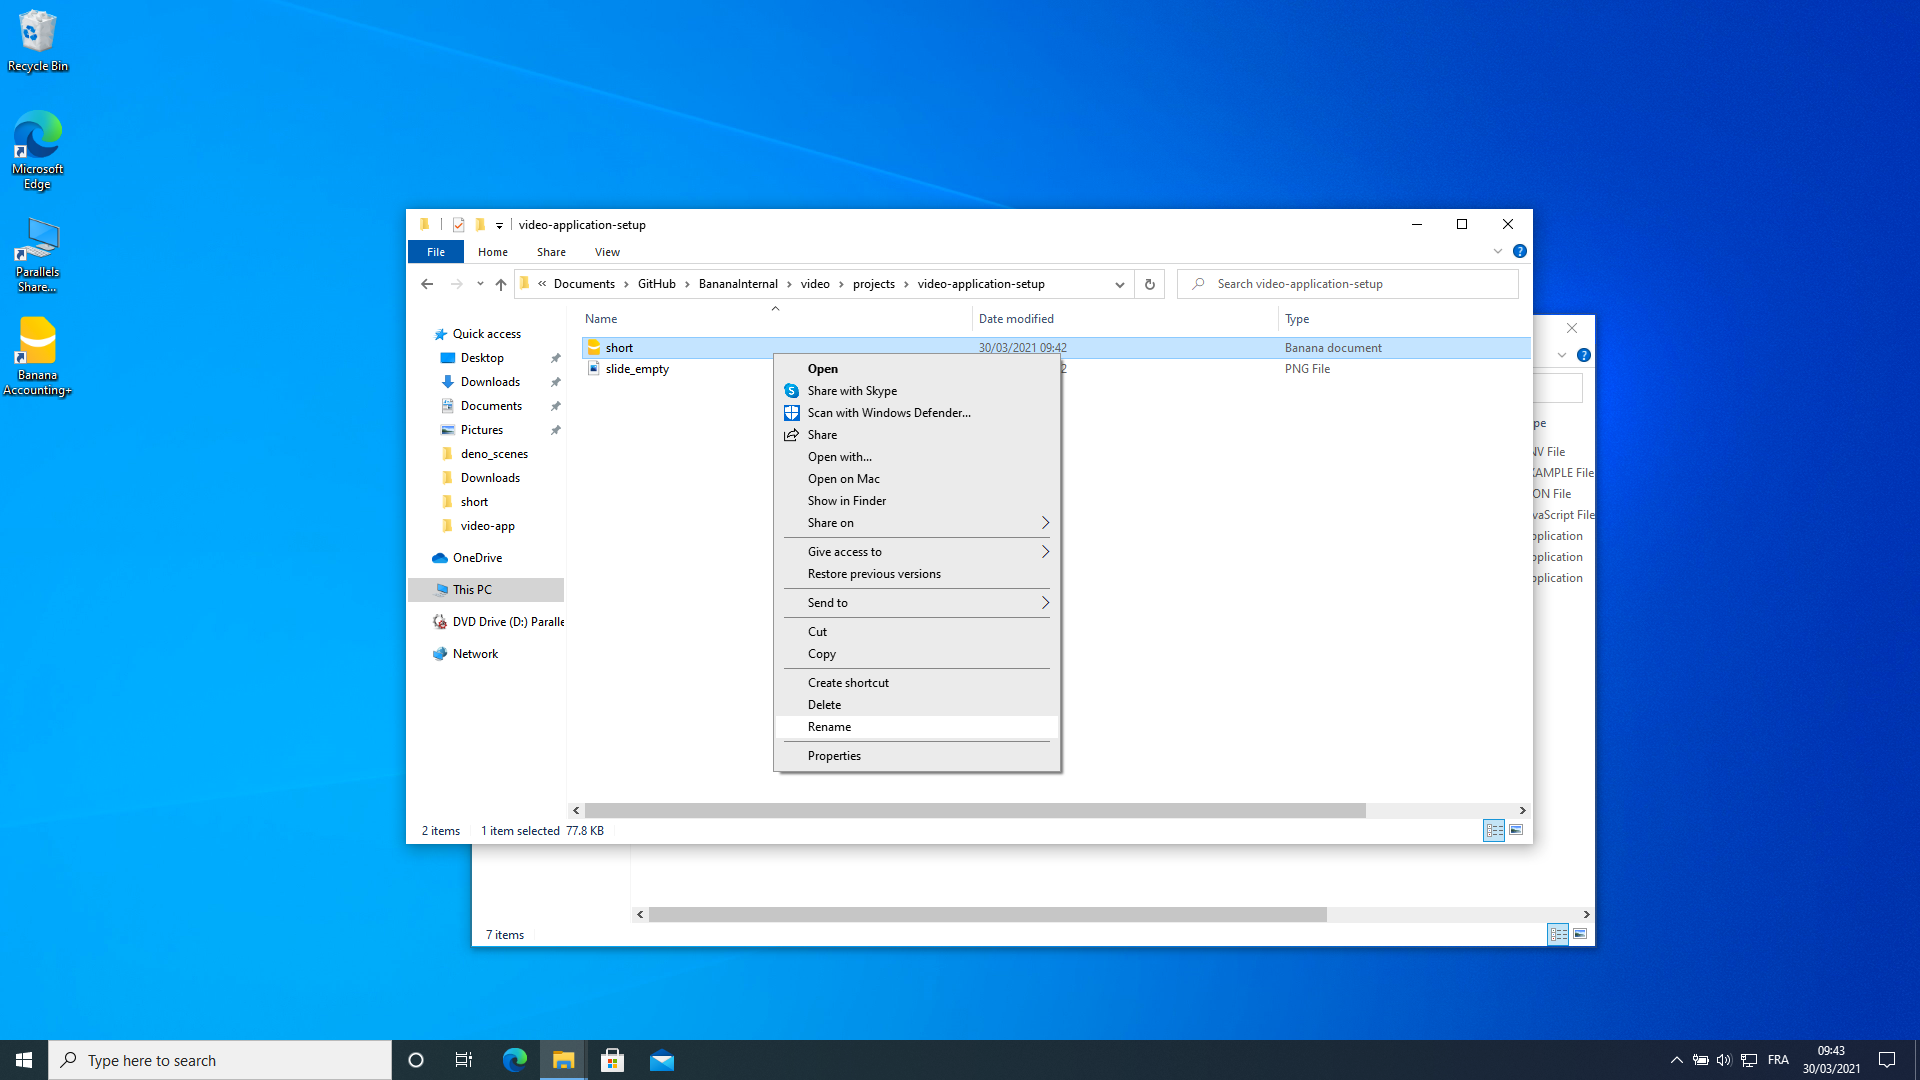 Recycle Bin
Microsoft
Edge
Parallels
Share...
Banana
Accounting+
video-application-setup
File
Home
Share
View
« Documents > GitHub > BananaInternal > video > projects > video-application-setup
Search video-application-setup
Quick access
Desktop
Downloads
Documents
Pictures
deno_scenes
Downloads
short
video-app
OneDrive
This PC
DVD Drive (D:) Paralle
Network
Name
Date modified
Type
short
30/03/2021 09:42
Banana document
slide_empty
2
PNG File
Open
Share with Skype
Scan with Windows Defender...
Share
Open with...
Open on Mac
Show in Finder
Share on
Give access to
Restore previous versions
Send to
Cut
Copy
Create shortcut
Delete
Rename
Properties
2 items
1 item selected 77.8 KB
pe
File
AMPLE File
ON File
vaScript File
pplication
pplication
pplication
7 items
Type here to search
FRA
09:43
30/03/2021